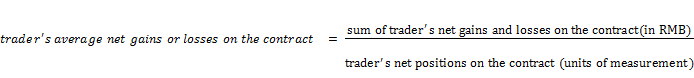 sum of trader's net gains and losses on the contract(in RMB)
trader's average net gains or losses on the contract =
trader's net positions on the contract (units of measurement)